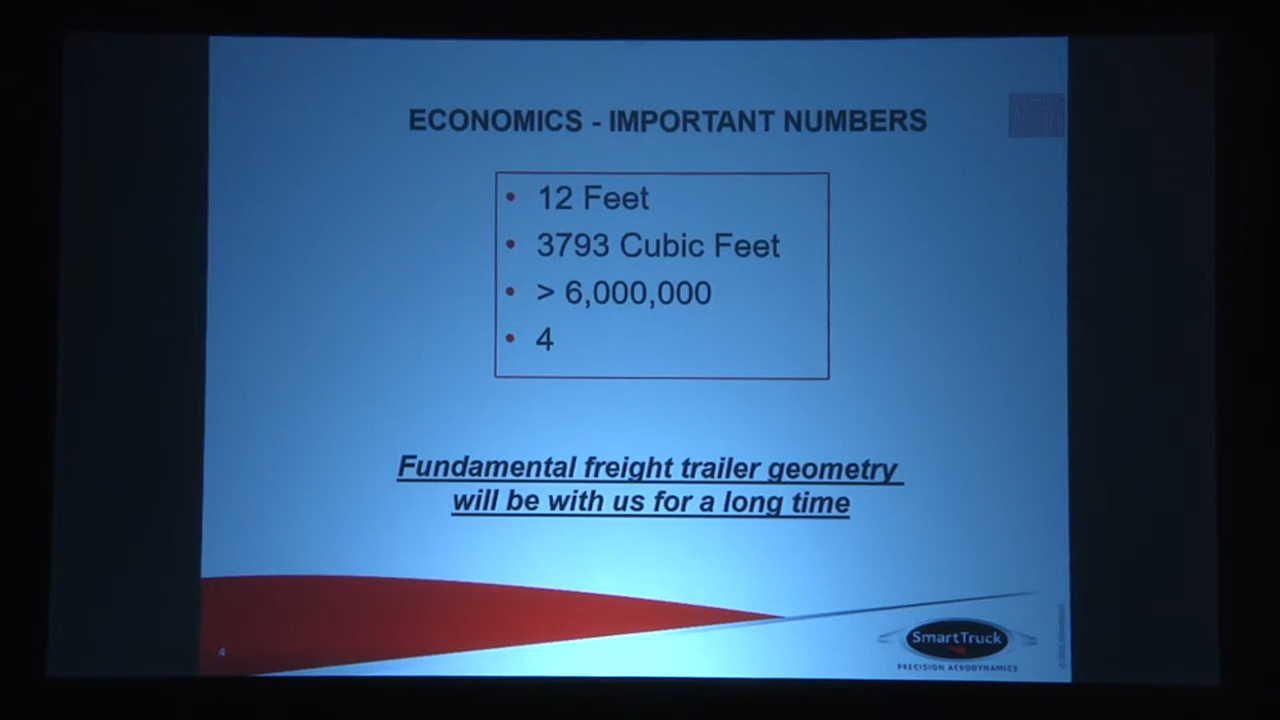 ECONOMICS - IMPORTANT NUMBERS
• 12 Feet
• 3793 Cubic Feet
• > 6,000,000
• 4
Fundamental freight trailer geometry
will be with us for a long time
4
SmartTruck
PRECISION AERODYNAMICS